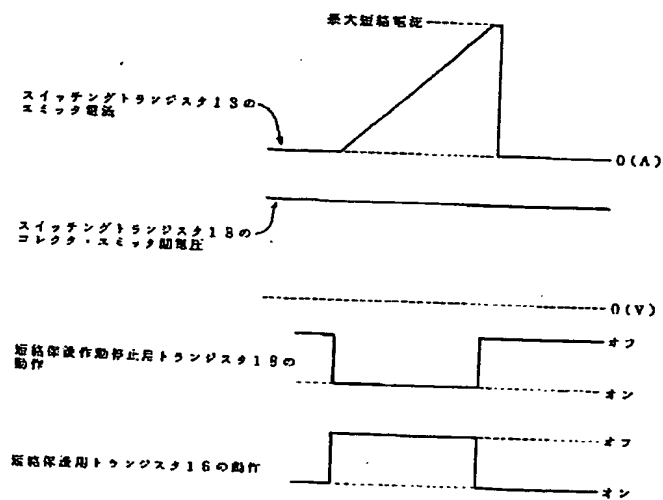 最大短絡電流
スイッチングトランジスタ13の
エミッタ電流
0(A)
スイッチングトランジスタ13の
コレクタ・エミッタ間電圧
0(V)
短絡保護作動停止用トランジスタ19の
動作
オフ
オン
オフ
短絡保護用トランジスタ16の動作
オン